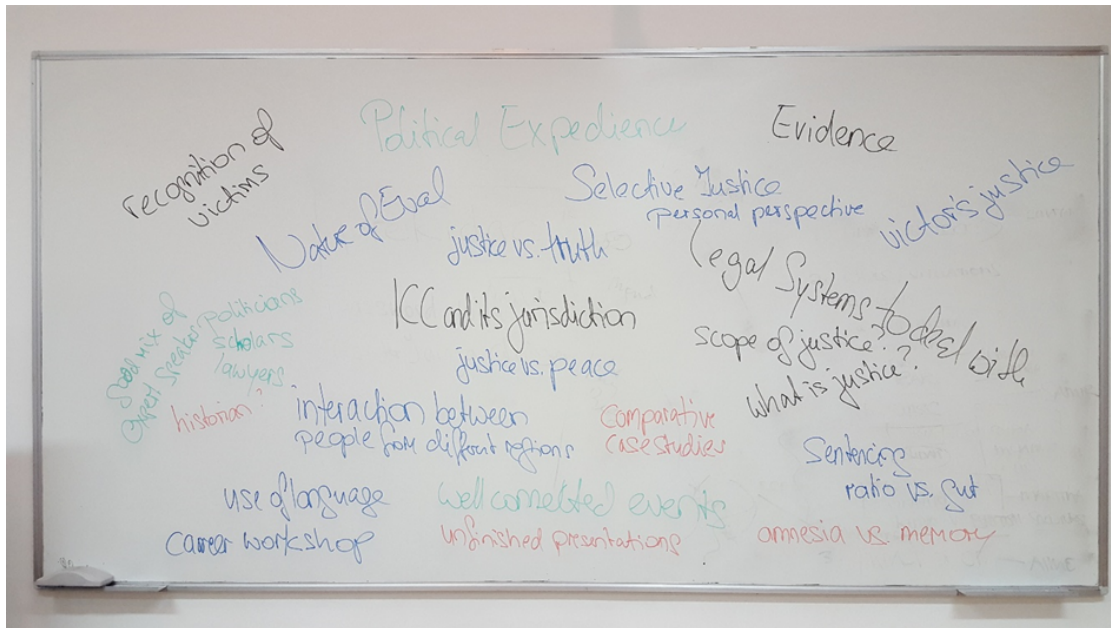 Political Expedience
Evidence
recognition of
victims
Nature of Eval
Selective Justice
personal perspective
victor's justice
justice vs. truth
Legal Systems to deal with
ICC and its jurisdiction
scope of justice?
what is justice?
justice vs. peace
Good mix of
expert speakers
politicians
scholars
lawyers
historian?
interaction between
people from different regions
comparative
case studies
Sentencing
ratio vs. gut
use of language
well connected events
career workshop
unfinished presentations
amnesia vs. memory